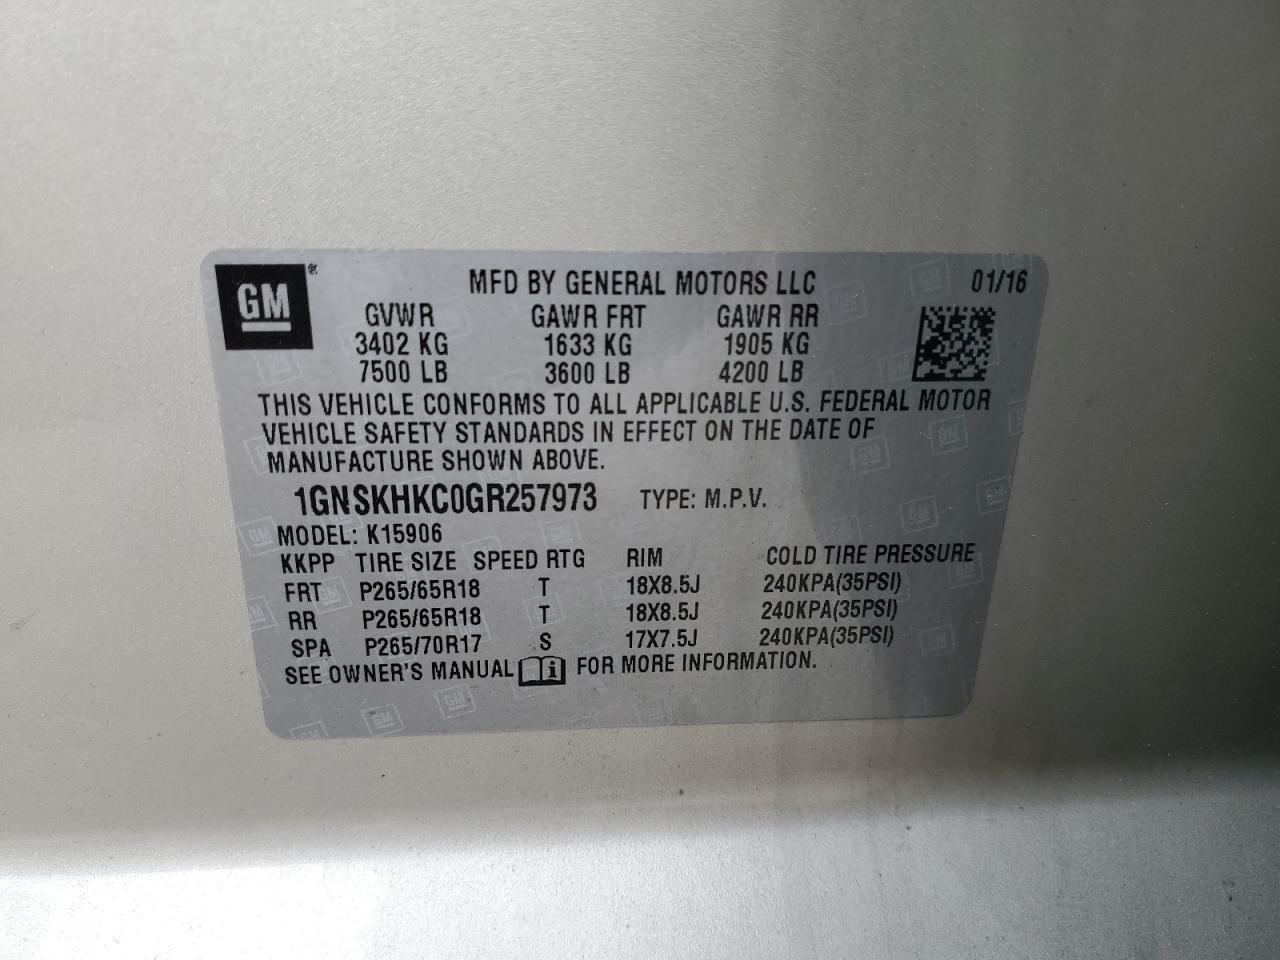 GM ®
MFD BY GENERAL MOTORS LLC 01/16
GVWR GAWR FRT GAWR RR
3402 KG 1633 KG 1905 KG
7500 LB 3600 LB 4200 LB
THIS VEHICLE CONFORMS TO ALL APPLICABLE U.S. FEDERAL MOTOR
VEHICLE SAFETY STANDARDS IN EFFECT ON THE DATE OF
MANUFACTURE SHOWN ABOVE.
1GNSKHKC0GR257973 TYPE: M.P.V.
MODEL: K15906
KKPP TIRE SIZE SPEED RTG RIM COLD TIRE PRESSURE
FRT P265/65R18 T 18X8.5J 240KPA(35PSI)
RR P265/65R18 T 18X8.5J 240KPA(35PSI)
SPA P265/70R17 S 17X7.5J 240KPA(35PSI)
SEE OWNER'S MANUAL i FOR MORE INFORMATION.